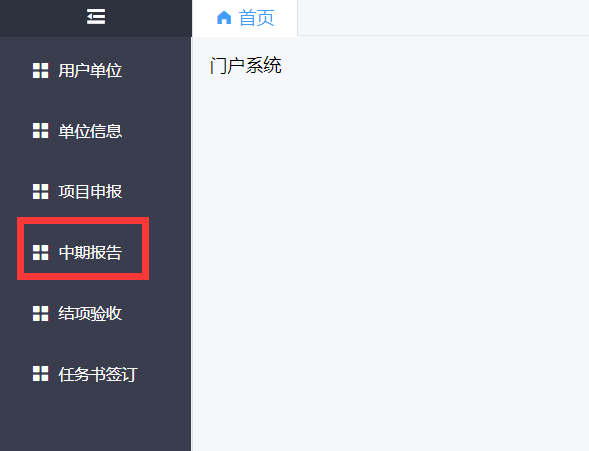 首页
门户系统
用户单位
单位信息
项目申报
中期报告
结项验收
任务书签订